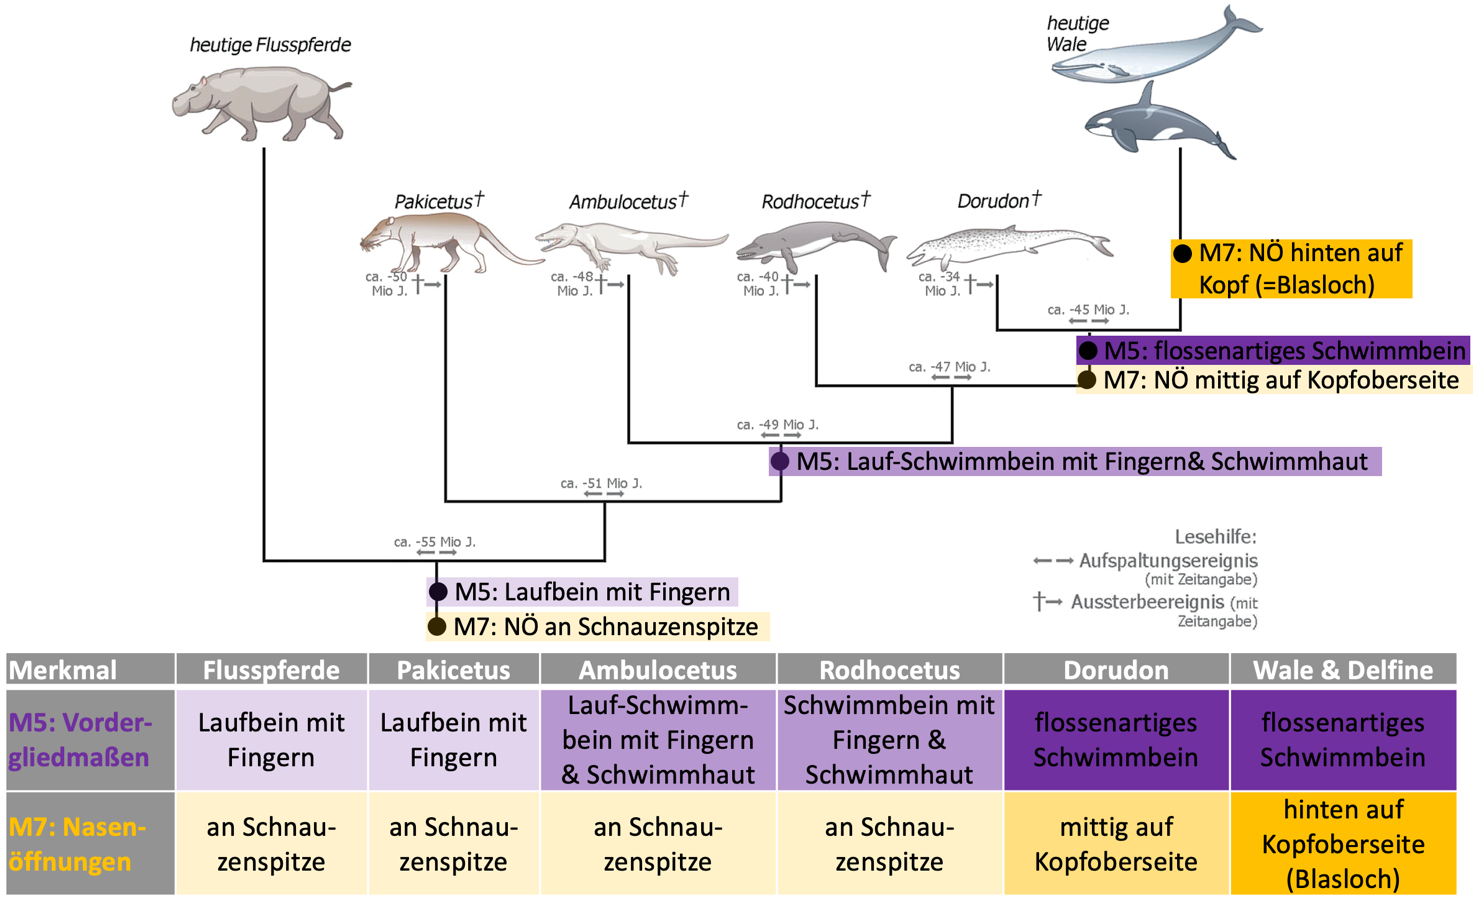 heutige Flusspferde
heutige
Wale
Pakicetus†
Ambulocetus†
Rodhocetus†
Dorudon†
ca. -50
Mio J.
ca. -48
Mio J.
ca. -40
Mio J.
ca. -34
Mio J.
M7: NÖ hinten auf
Kopf (=Blasloch)
ca. -45 Mio J.
M5: flossenartiges Schwimmbein
M7: NÖ mittig auf Kopfoberseite
ca. -47 Mio J.
ca. -49 Mio J.
M5: Lauf-Schwimmbein mit Fingern& Schwimmhaut
ca. -51 Mio J.
ca. -55 Mio J.
M5: Laufbein mit Fingern
M7: NÖ an Schnauzenspitze
Lesehilfe:
Aufspaltungsereignis
(mit Zeitangabe)
Aussterbeereignis (mit
Zeitangabe)
Merkmal Flusspferde Pakicetus Ambulocetus Rodhocetus Dorudon Wale & Delfine
M5: Vorder-
gliedmaßen
Laufbein mit
Fingern
Laufbein mit
Fingern
Lauf-Schwimm-
bein mit Fingern
& Schwimmhaut
Schwimmbein mit
Fingern &
Schwimmhaut
flossenartiges
Schwimmbein
flossenartiges
Schwimmbein
M7: Nasen-
öffnungen
an Schnau-
zenspitze
an Schnau-
zenspitze
an Schnau-
zenspitze
an Schnau-
zenspitze
mittig auf
Kopfoberseite
hinten auf
Kopfoberseite
(Blasloch)